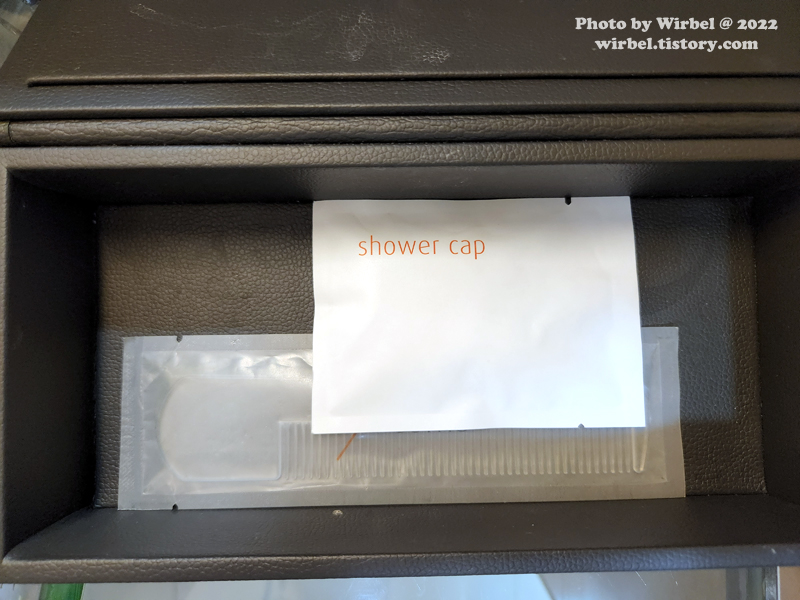 Photo by Wirbel @ 2022
wirbel.tistory.com
shower cap